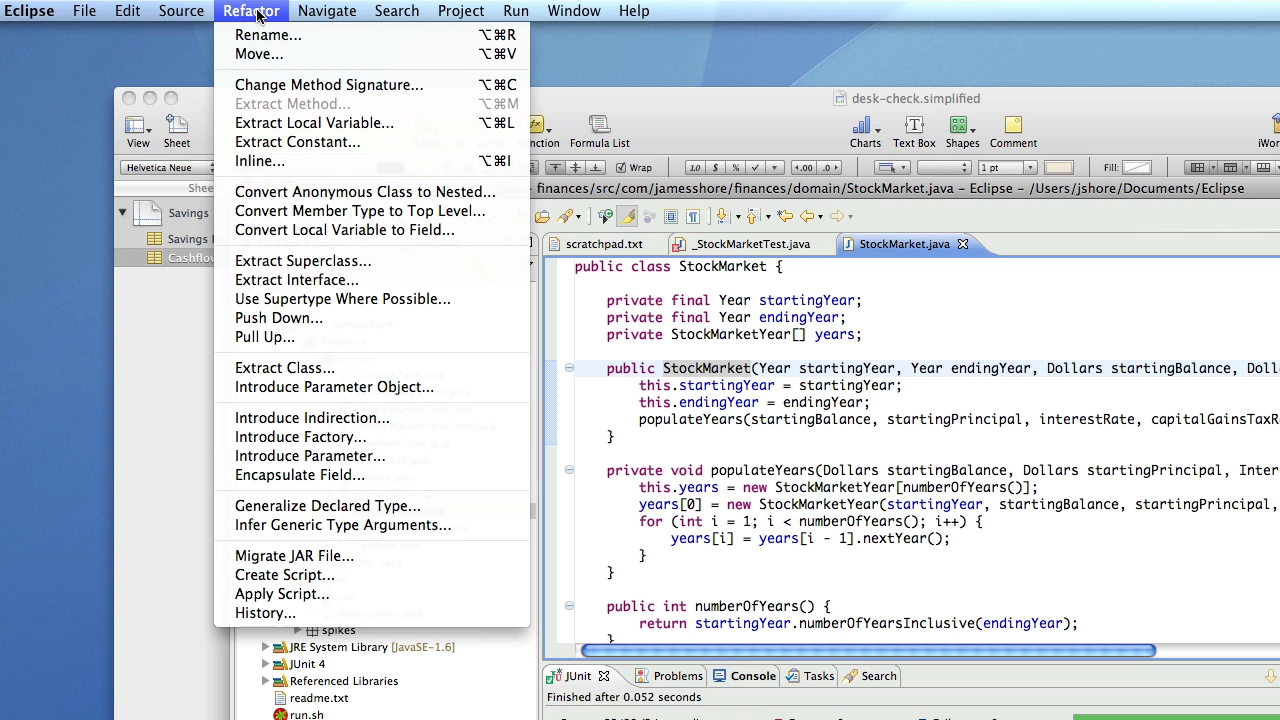 Eclipse File Edit Source Refactor Navigate Search Project Run Window Help
Rename... ⌥⌘R
Move... ⌥⌘V
Change Method Signature... ⌥⌘C
Extract Method... ⌥⌘M
Extract Local Variable... ⌥⌘L
Extract Constant...
Inline... ⌥⌘I
Convert Anonymous Class to Nested...
Convert Member Type to Top Level...
Convert Local Variable to Field...
Extract Superclass...
Extract Interface...
Use Supertype Where Possible...
Push Down...
Pull Up...
Extract Class...
Introduce Parameter Object...
Introduce Indirection...
Introduce Factory...
Introduce Parameter...
Encapsulate Field...
Generalize Declared Type...
Infer Generic Type Arguments...
Migrate JAR File...
Create Script...
Apply Script...
History...
desk-check.simplified
View Sheet Formula List Charts Text Box Shapes Comment
Helvetica Neue Wrap 1.0 $ % .00 1 pt Fill:
Savings
Savings
finances/src/com/jamesshore/finances/domain/StockMarket.java – Eclipse – /Users/jshore/Documents/Eclipse
scratchpad.txt _StockMarketTest.java StockMarket.java
public class StockMarket {
private final Year startingYear;
private final Year endingYear;
private StockMarketYear[] years;
public StockMarket(Year startingYear, Year endingYear, Dollars startingBalance,
this.startingYear = startingYear;
this.endingYear = endingYear;
populateYears(startingBalance, startingPrincipal, interestRate,
}
private void populateYears(Dollars startingBalance, Dollars startingPrincipal,
this.years = new StockMarketYear[numberOfYears()];
years[0] = new StockMarketYear(startingYear, startingBalance, startingPrincipal,
for (int i = 1; i < numberOfYears(); i++) {
years[i] = years[i - 1].nextYear();
}
}
public int numberOfYears() {
return startingYear.numberOfYearsInclusive(endingYear);
}
spikes
JRE System Library [JavaSE-1.6]
JUnit 4
Referenced Libraries
readme.txt
run.sh
JUnit Problems Console Tasks Search
Finished after 0.052 seconds